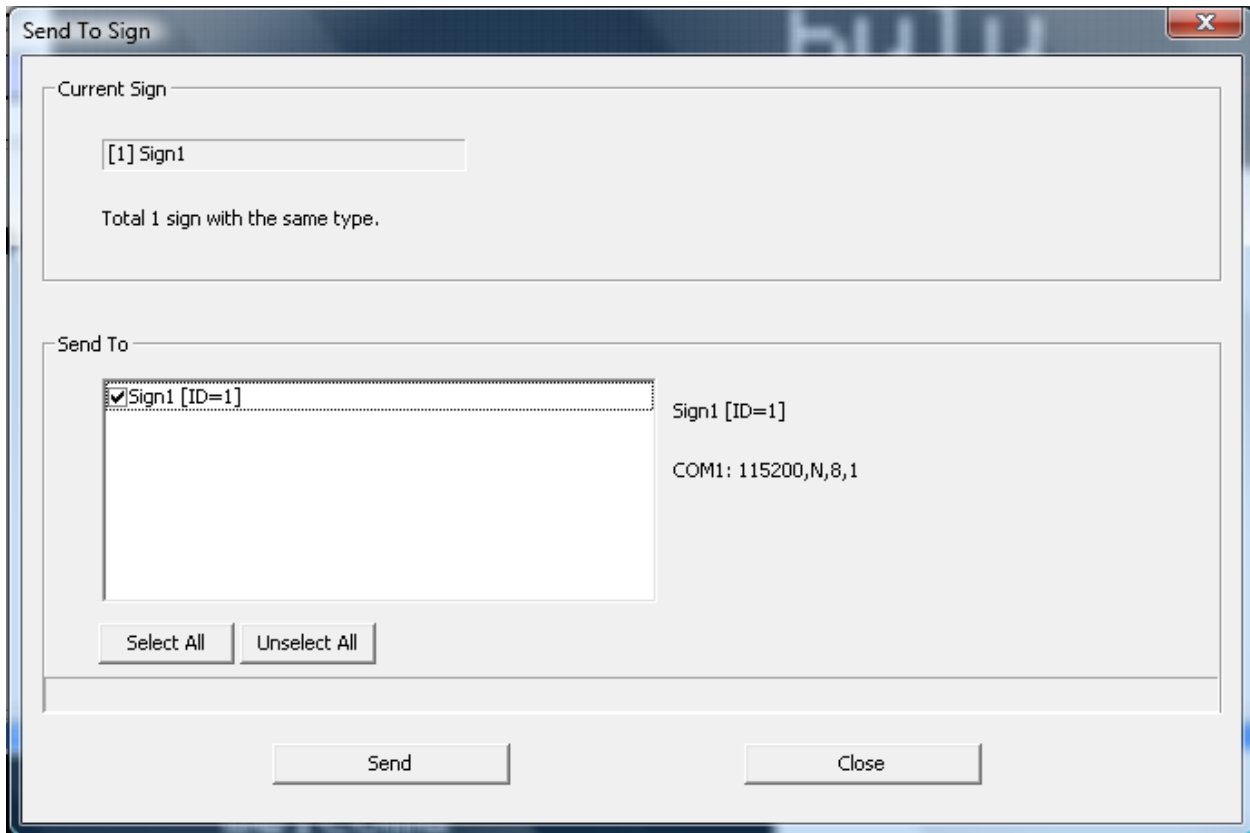 Send To Sign
Current Sign
[1] Sign1
Total 1 sign with the same type.
Send To
Sign1 [ID=1]
Sign1 [ID=1]
COM1: 115200,N,8,1
Select All
Unselect All
Send
Close